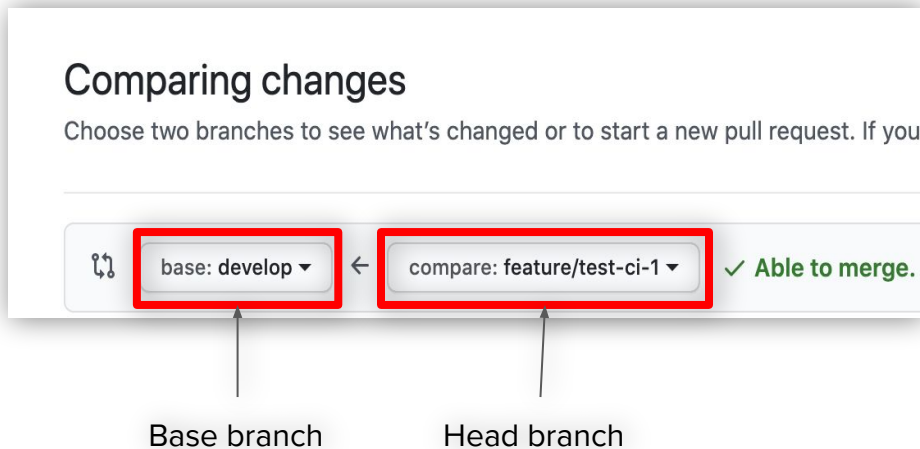 Comparing changes
Choose two branches to see what’s changed or to start a new pull request. If you
base: develop ← compare: feature/test-ci-1 ✓ Able to merge.
Base branch Head branch